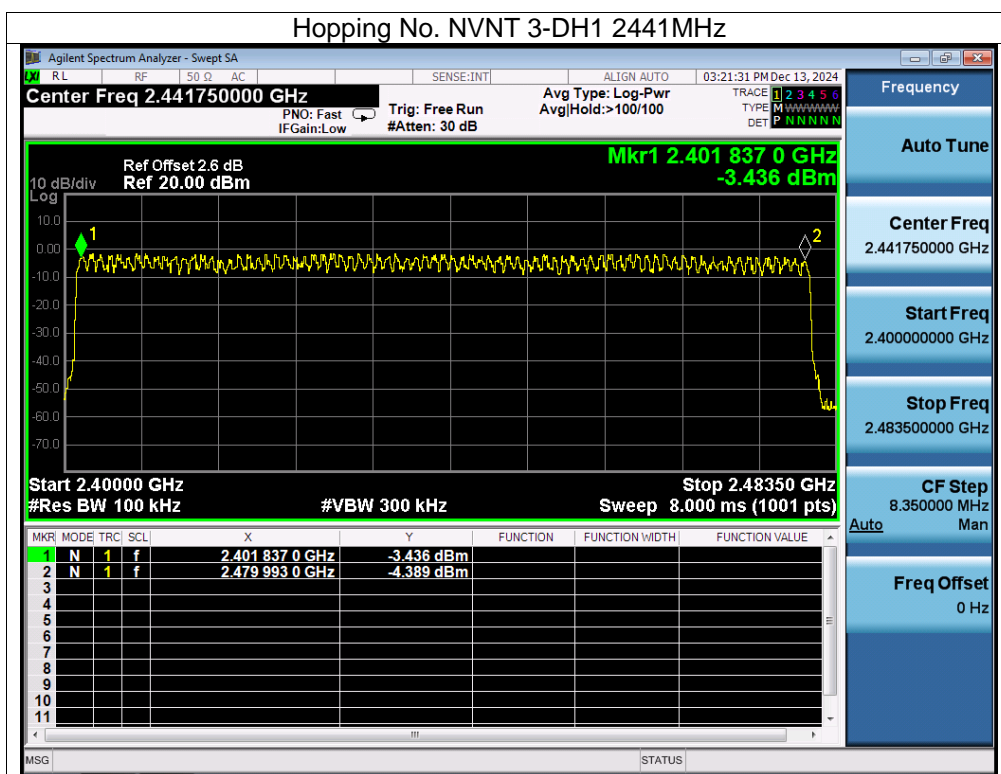 Hopping No. NVNT 3-DH1 2441MHz
Agilent Spectrum Analyzer - Swept SA
LXI RL RF 50 Ω AC SENSE:INT ALIGN AUTO 03:21:31 PM Dec 13, 2024
Center Freq 2.441750000 GHz
PNO: Fast
IFGain:Low
Trig: Free Run
#Atten: 30 dB
Avg Type: Log-Pwr
Avg|Hold:>100/100
TRACE 1 2 3 4 5 6
TYPE M WWWWW
DET P N N N N N
Ref Offset 2.6 dB
10 dB/div Ref 20.00 dBm
Log
Mkr1 2.401 837 0 GHz
-3.436 dBm
10.0
0.00
-10.0
-20.0
-30.0
-40.0
-50.0
-60.0
-70.0
1
2
Start 2.40000 GHz Stop 2.48350 GHz
#Res BW 100 kHz #VBW 300 kHz Sweep 8.000 ms (1001 pts)
MKR MODE TRC SCL X Y FUNCTION FUNCTION WIDTH FUNCTION VALUE
1 N 1 f 2.401 837 0 GHz -3.436 dBm
2 N 1 f 2.479 993 0 GHz -4.389 dBm
3
4
5
6
7
8
9
10
11
MSG STATUS
Frequency
Auto Tune
Center Freq
2.441750000 GHz
Start Freq
2.400000000 GHz
Stop Freq
2.483500000 GHz
CF Step
8.350000 MHz
Auto Man
Freq Offset
0 Hz